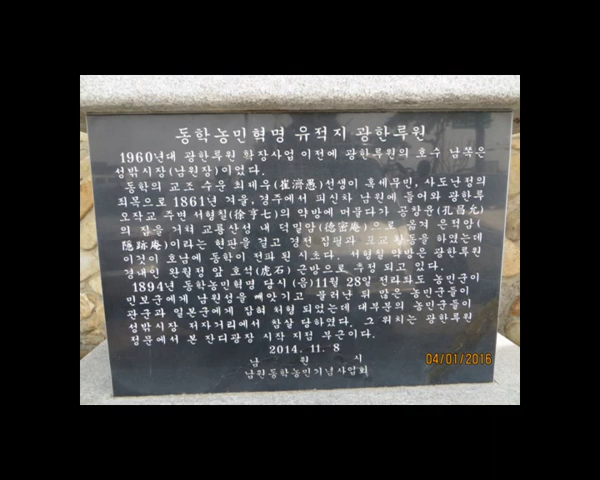 동학농민혁명 유적지 광한루원
1960년대 광한루원 확장사업 이전에 광한루원의 호수 남쪽은
성밖시장(남원장)이었다.
동학의 교조 수운 최제우(崔濟愚)선생이 혹세무민, 사도난정의
죄목으로 1861년 겨울, 경주에서 피신차 남원에 들어와 광한루
오작교 주변 서형칠(徐亨七)의 약방에 머물다가 공창윤(孔昌允)
의 집을 거쳐 교룡산성 내 덕밀암(德密庵)으로 옮겨 은적암(
隱跡庵)이라는 현판을 걸고 경전 집필과 포교활동을 하였는데
이것이 호남에 동학이 전파 된 시초다. 서형칠 약방은 광한루원
경내인 완월정 앞 호석(虎石) 근방으로 추정 되고 있다.
1894년 동학농민혁명 당시 (음)11월 28일 전라좌도 농민군이
민보군에게 남원성을 빼앗기고 물러난 뒤 많은 농민군들이
관군과 일본군에게 잡혀 처형 되었는데 대부분의 농민군들이
성밖시장 저자거리에서 참살 당하였다. 그 위치는 광한루원
정문에서 본 잔디광장 시작 지점 부근이다.
2014. 11. 8
남 원 시
남원동학농민기념사업회
04/01/2016